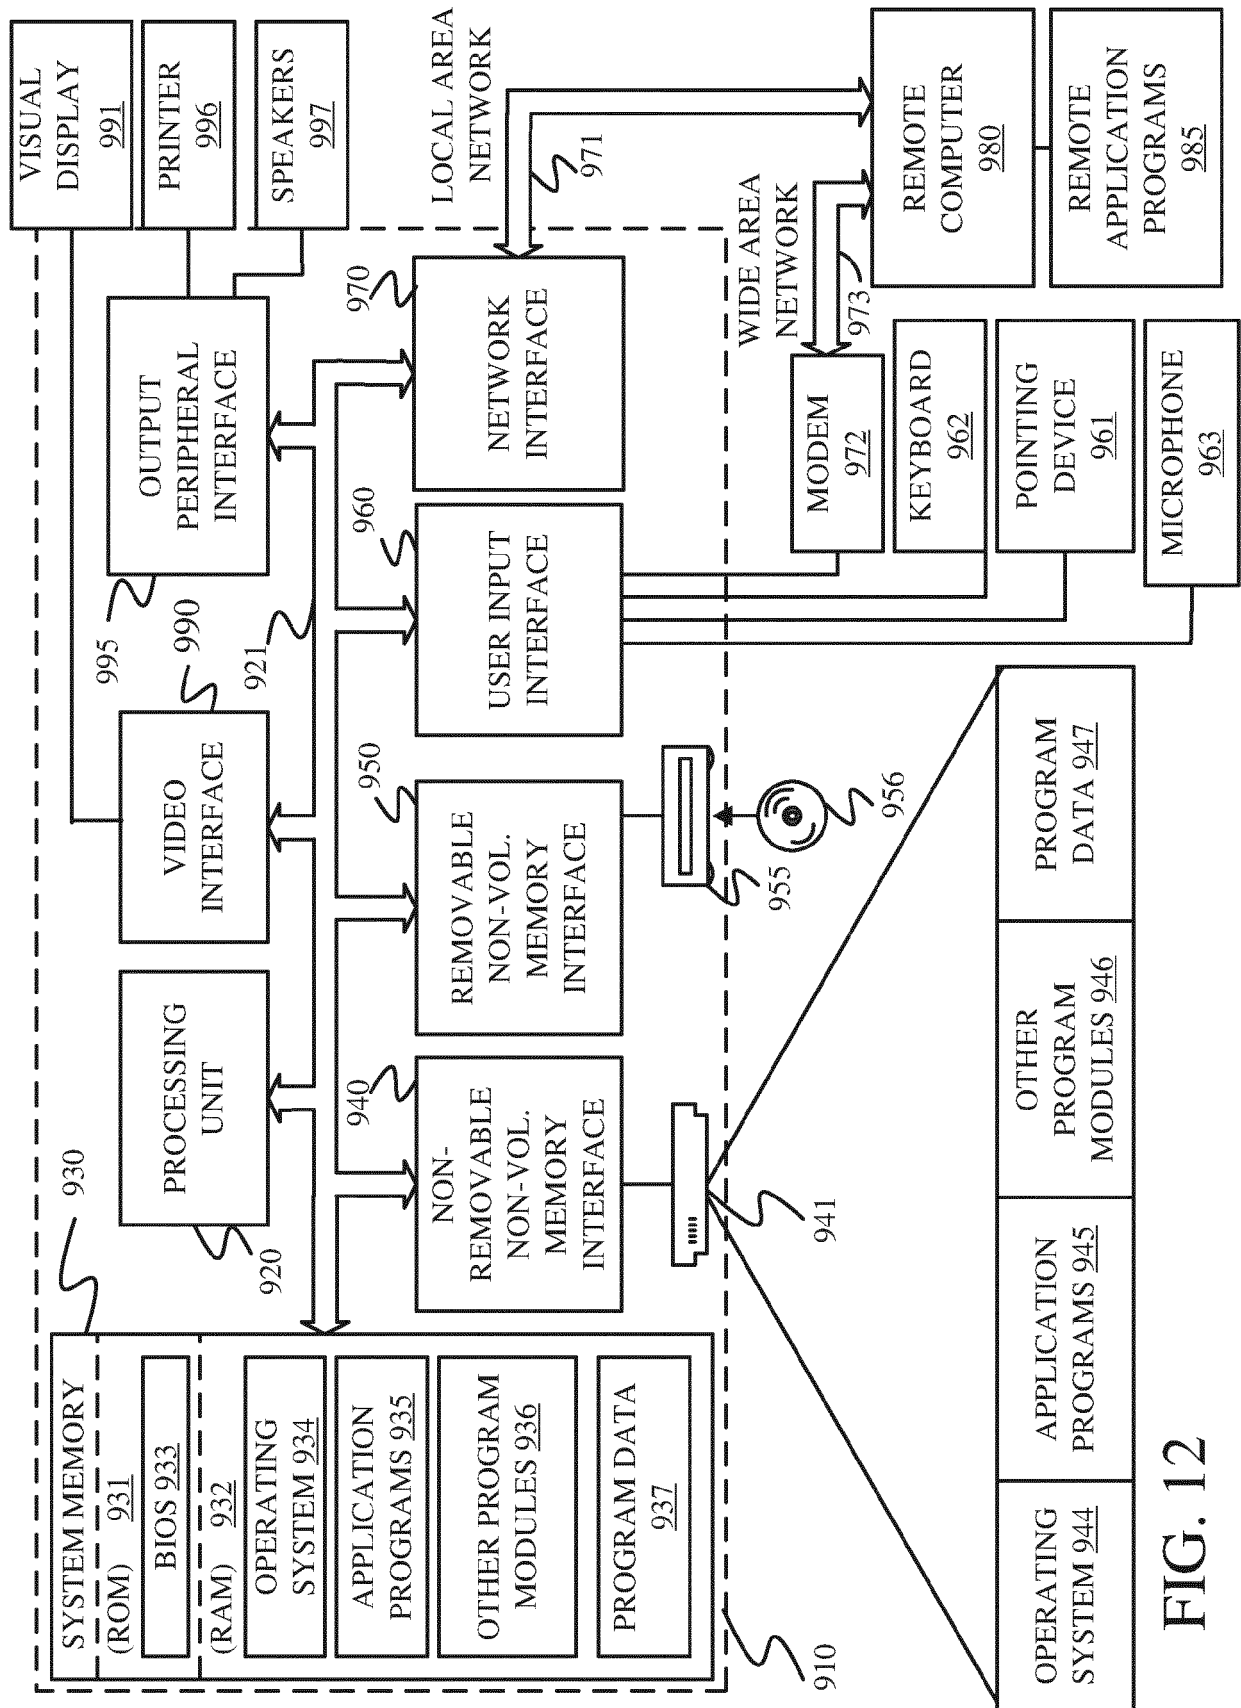 SYSTEM MEMORY
(ROM) 931
BIOS 933
(RAM) 932
OPERATING
SYSTEM 934
APPLICATION
PROGRAMS 935
OTHER PROGRAM
MODULES 936
PROGRAM DATA
937
930
PROCESSING
UNIT
920
VIDEO
INTERFACE
990
OUTPUT
PERIPHERAL
INTERFACE
995
921
VISUAL
DISPLAY
991
PRINTER
996
SPEAKERS
997
NON-
REMOVABLE
NON-VOL.
MEMORY
INTERFACE
940
REMOVABLE
NON-VOL.
MEMORY
INTERFACE
950
USER INPUT
INTERFACE
960
NETWORK
INTERFACE
970
LOCAL AREA
NETWORK
971
WIDE AREA
NETWORK
973
941
955
956
910
MODEM
972
KEYBOARD
962
POINTING
DEVICE
961
MICROPHONE
963
REMOTE
COMPUTER
980
REMOTE
APPLICATION
PROGRAMS
985
OPERATING
SYSTEM 944
APPLICATION
PROGRAMS 945
OTHER
PROGRAM
MODULES 946
PROGRAM
DATA 947
FIG. 12